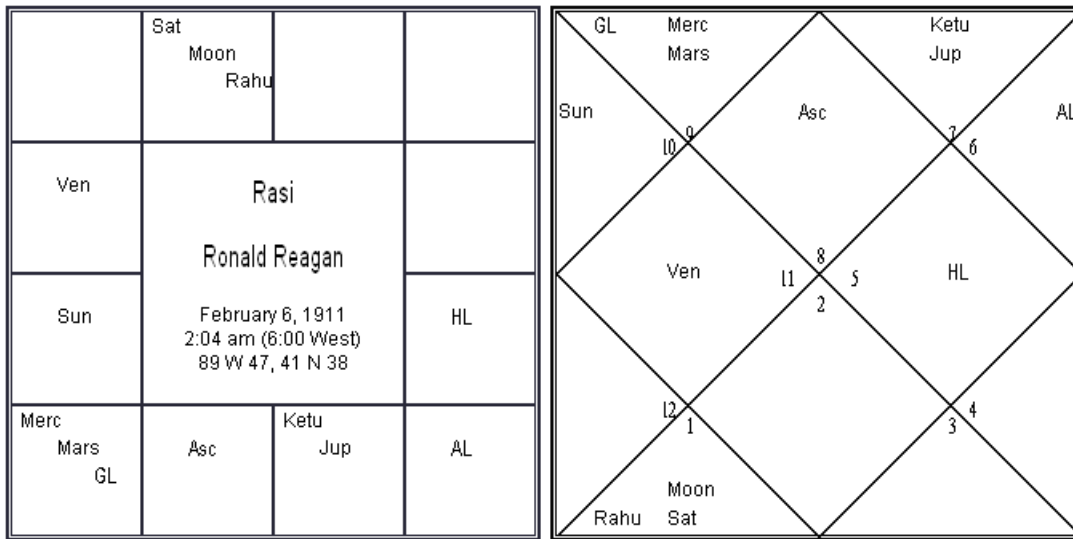 Sat
Moon
Rahu
Ven
Rasi
Ronald Reagan
Sun
February 6, 1911
2:04 am (6:00 West)
89 W 47, 41 N 38
HL
Merc
Mars
GL
Asc
Ketu
Jup
AL
GL Merc
Mars
Ketu
Jup
Sun
Asc
AL
9
10
7
6
Ven
8
11
5
2
HL
12
1
4
3
Moon
Rahu Sat